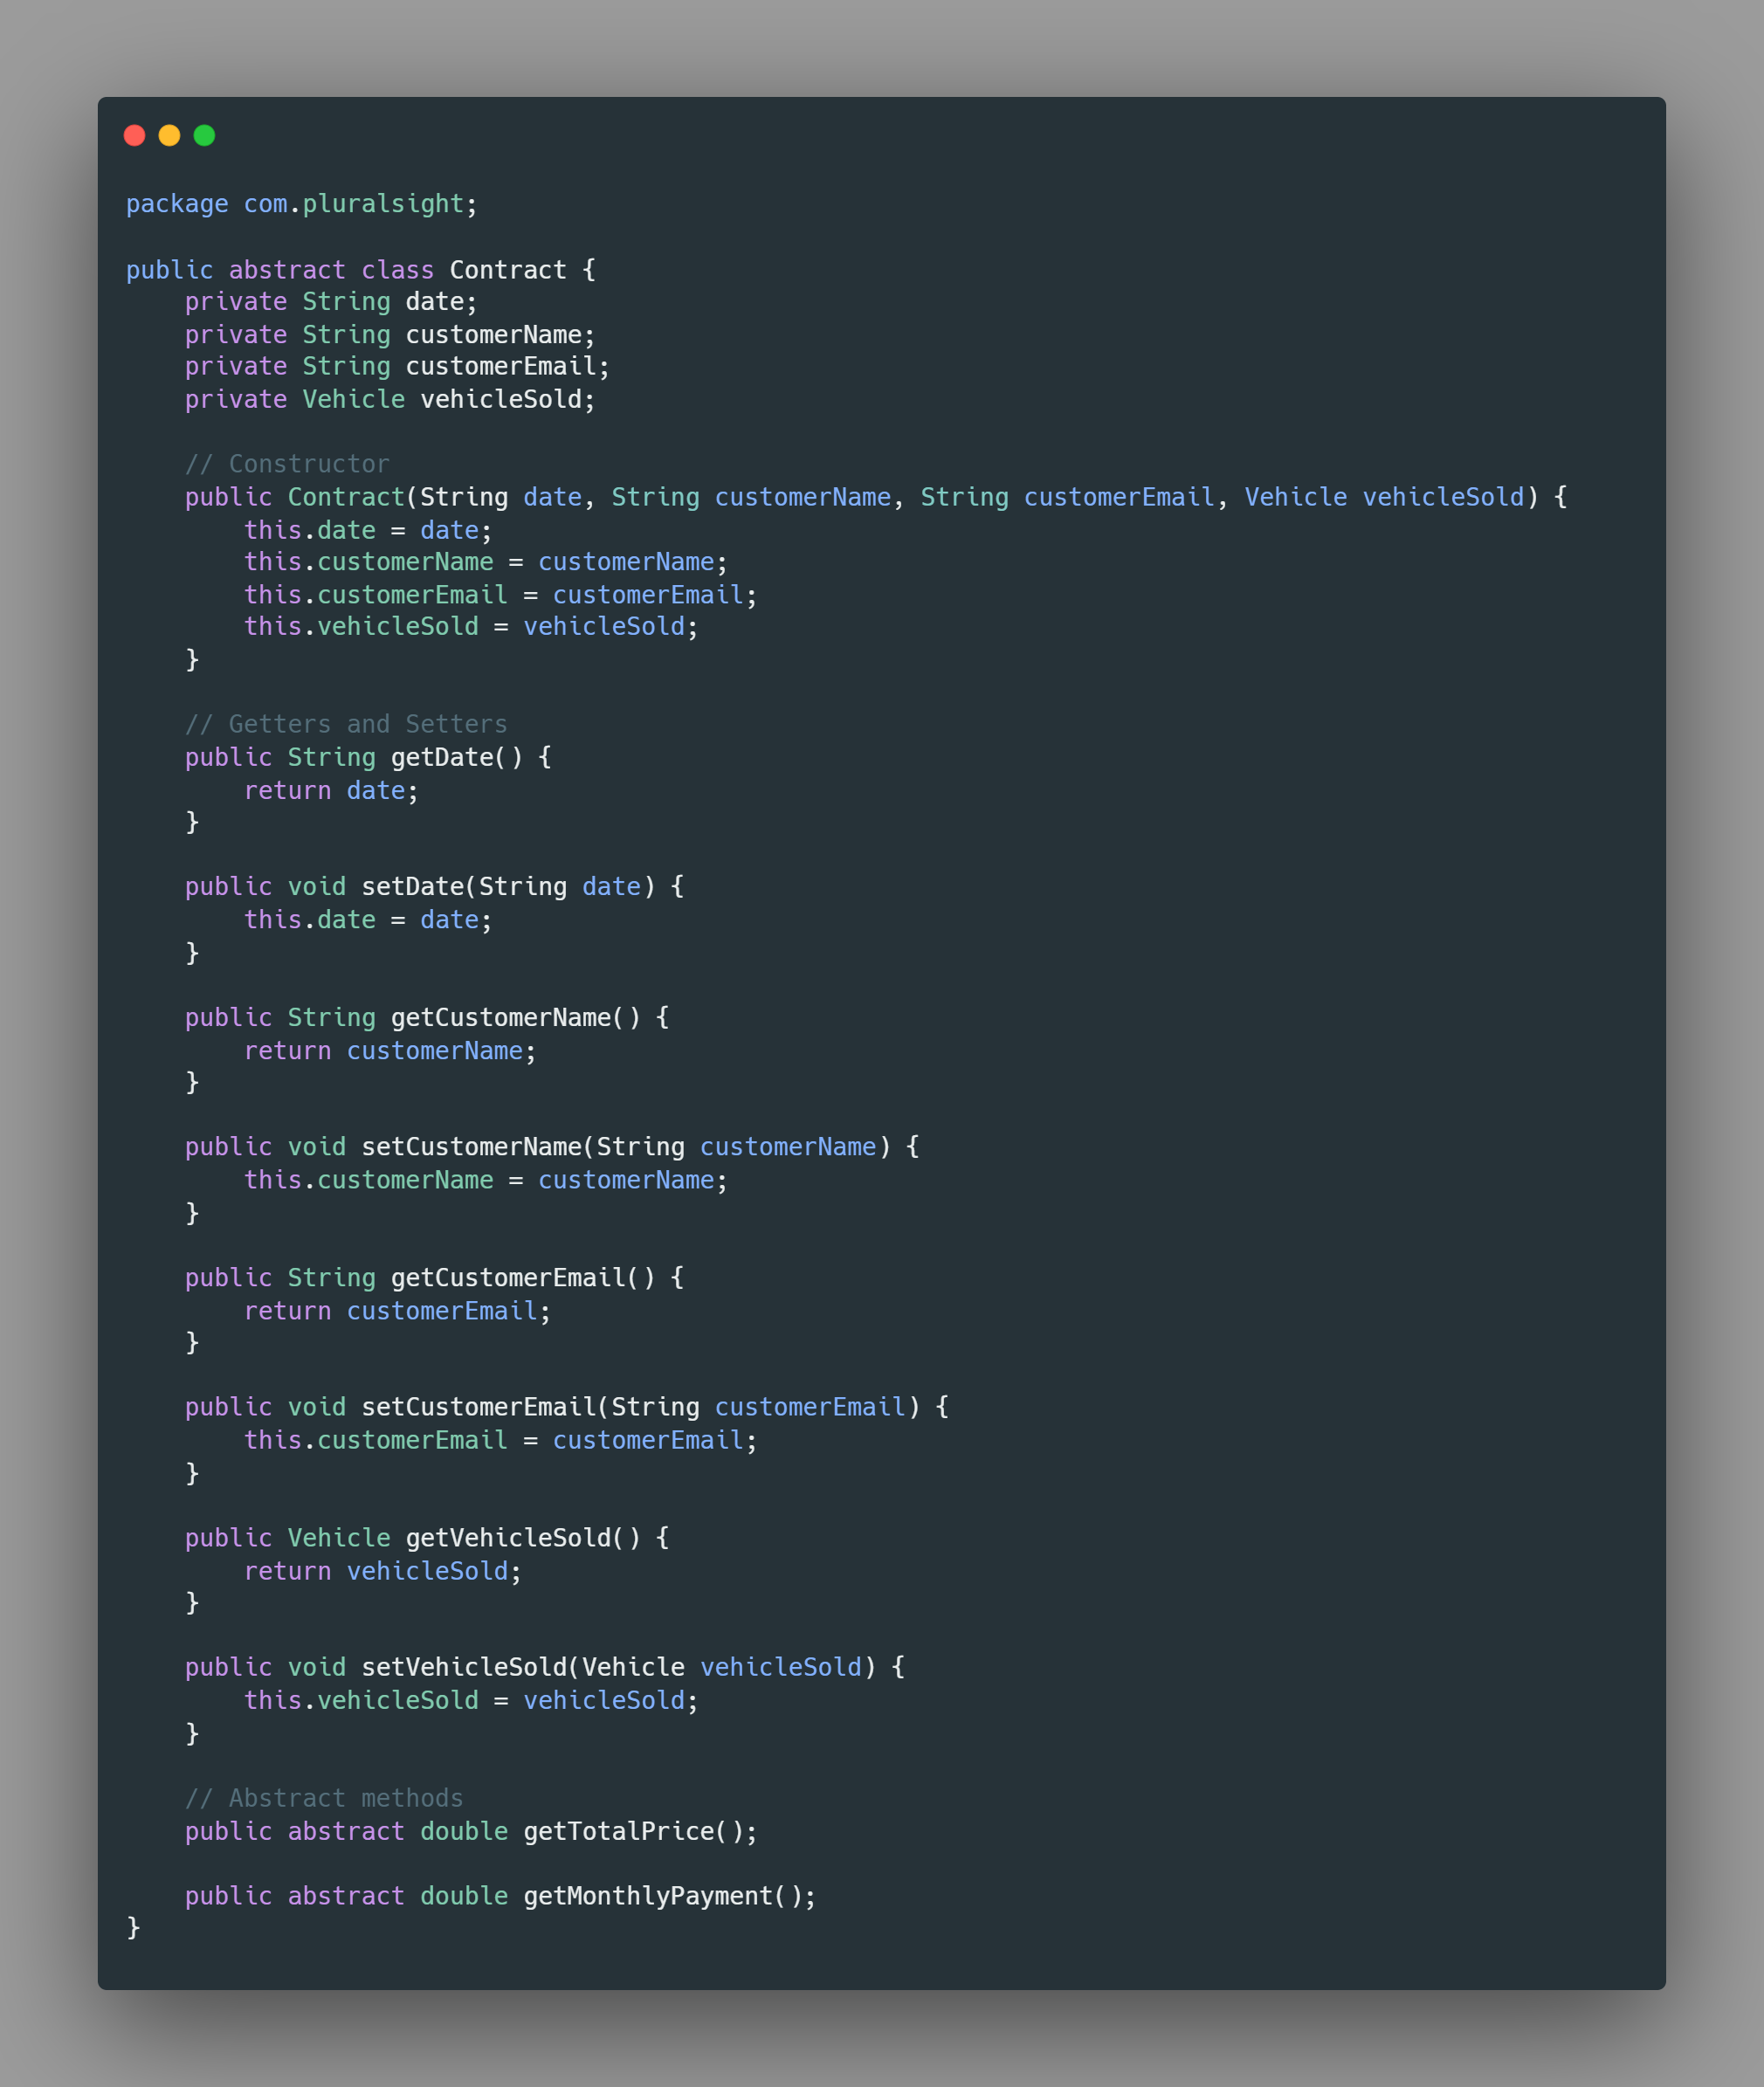 package com.pluralsight;

public abstract class Contract {
    private String date;
    private String customerName;
    private String customerEmail;
    private Vehicle vehicleSold;

    // Constructor
    public Contract(String date, String customerName, String customerEmail, Vehicle vehicleSold) {
        this.date = date;
        this.customerName = customerName;
        this.customerEmail = customerEmail;
        this.vehicleSold = vehicleSold;
    }

    // Getters and Setters
    public String getDate() {
        return date;
    }

    public void setDate(String date) {
        this.date = date;
    }

    public String getCustomerName() {
        return customerName;
    }

    public void setCustomerName(String customerName) {
        this.customerName = customerName;
    }

    public String getCustomerEmail() {
        return customerEmail;
    }

    public void setCustomerEmail(String customerEmail) {
        this.customerEmail = customerEmail;
    }

    public Vehicle getVehicleSold() {
        return vehicleSold;
    }

    public void setVehicleSold(Vehicle vehicleSold) {
        this.vehicleSold = vehicleSold;
    }

    // Abstract methods
    public abstract double getTotalPrice();

    public abstract double getMonthlyPayment();
}